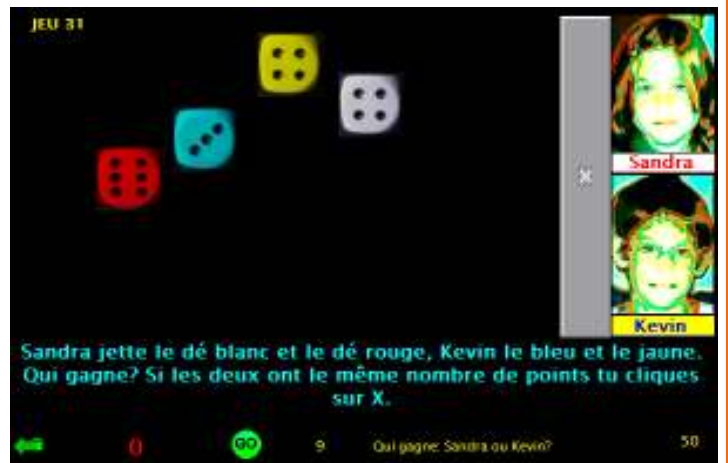 JEU 31
X
Sandra
Kevin
Sandra jette le dé blanc et le dé rouge, Kevin le bleu et le jaune.
Qui gagne? Si les deux ont le même nombre de points tu cliques
sur X.
0
GO
9
Qui gagne: Sandra ou Kevin?
50